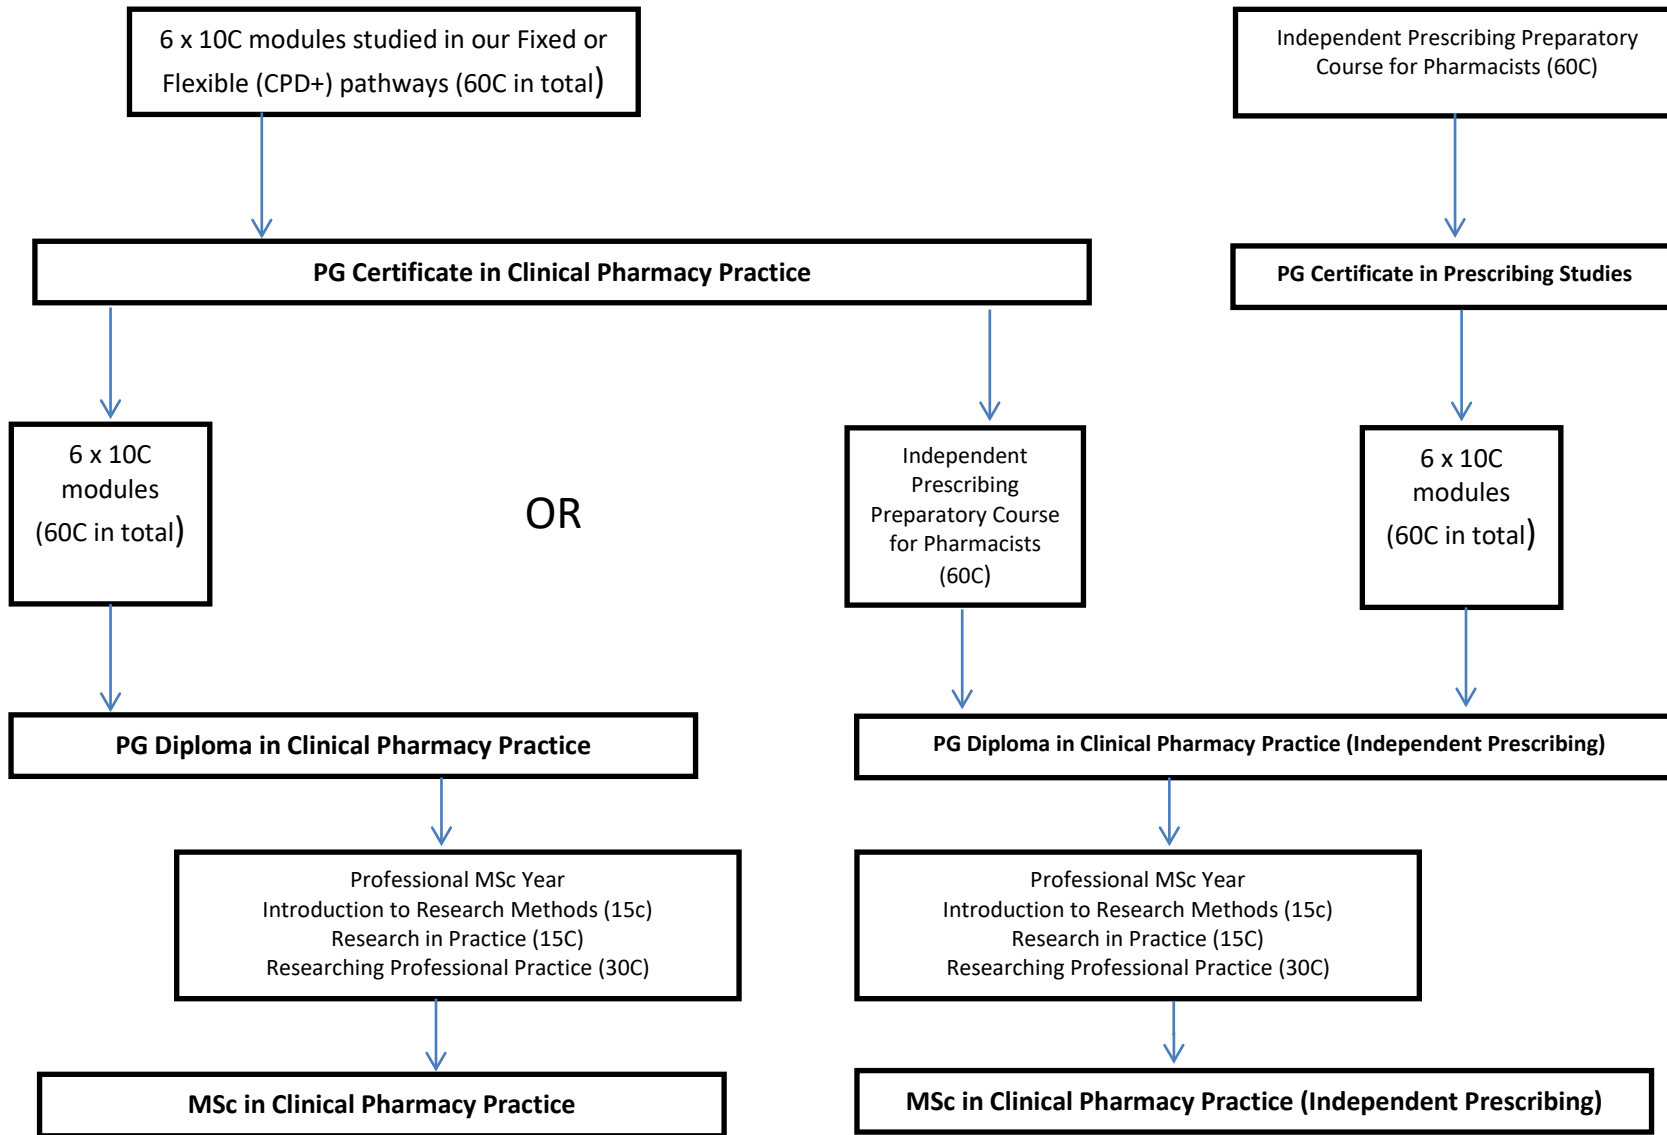 6 x 10C modules studied in our Fixed or
Flexible (CPD+) pathways (60C in total)
Independent Prescribing Preparatory
Course for Pharmacists (60C)
PG Certificate in Clinical Pharmacy Practice
PG Certificate in Prescribing Studies
6 x 10C
modules
(60C in total)
OR
Independent
Prescribing
Preparatory Course
for Pharmacists
(60C)
6 x 10C
modules
(60C in total)
PG Diploma in Clinical Pharmacy Practice
PG Diploma in Clinical Pharmacy Practice (Independent Prescribing)
Professional MSc Year
Introduction to Research Methods (15c)
Research in Practice (15C)
Researching Professional Practice (30C)
Professional MSc Year
Introduction to Research Methods (15c)
Research in Practice (15C)
Researching Professional Practice (30C)
MSc in Clinical Pharmacy Practice
MSc in Clinical Pharmacy Practice (Independent Prescribing)